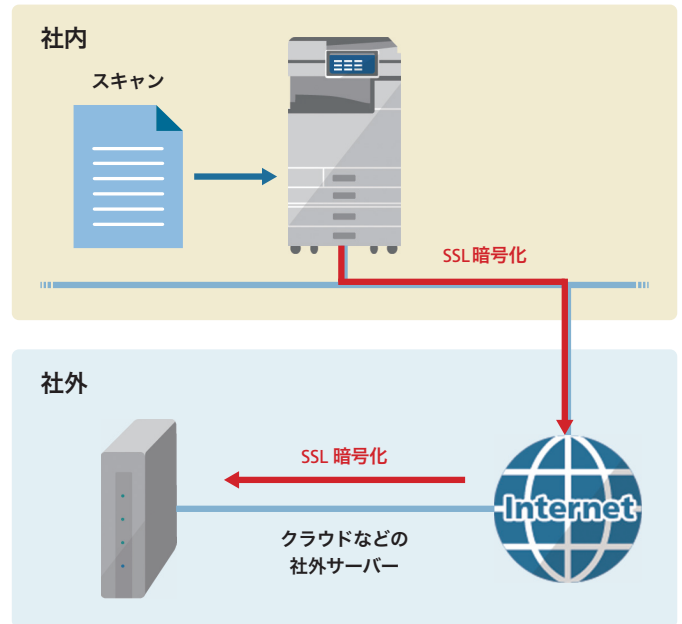 社内
スキャン
SSL暗号化
社外
SSL 暗号化
Internet
クラウドなどの
社外サーバー